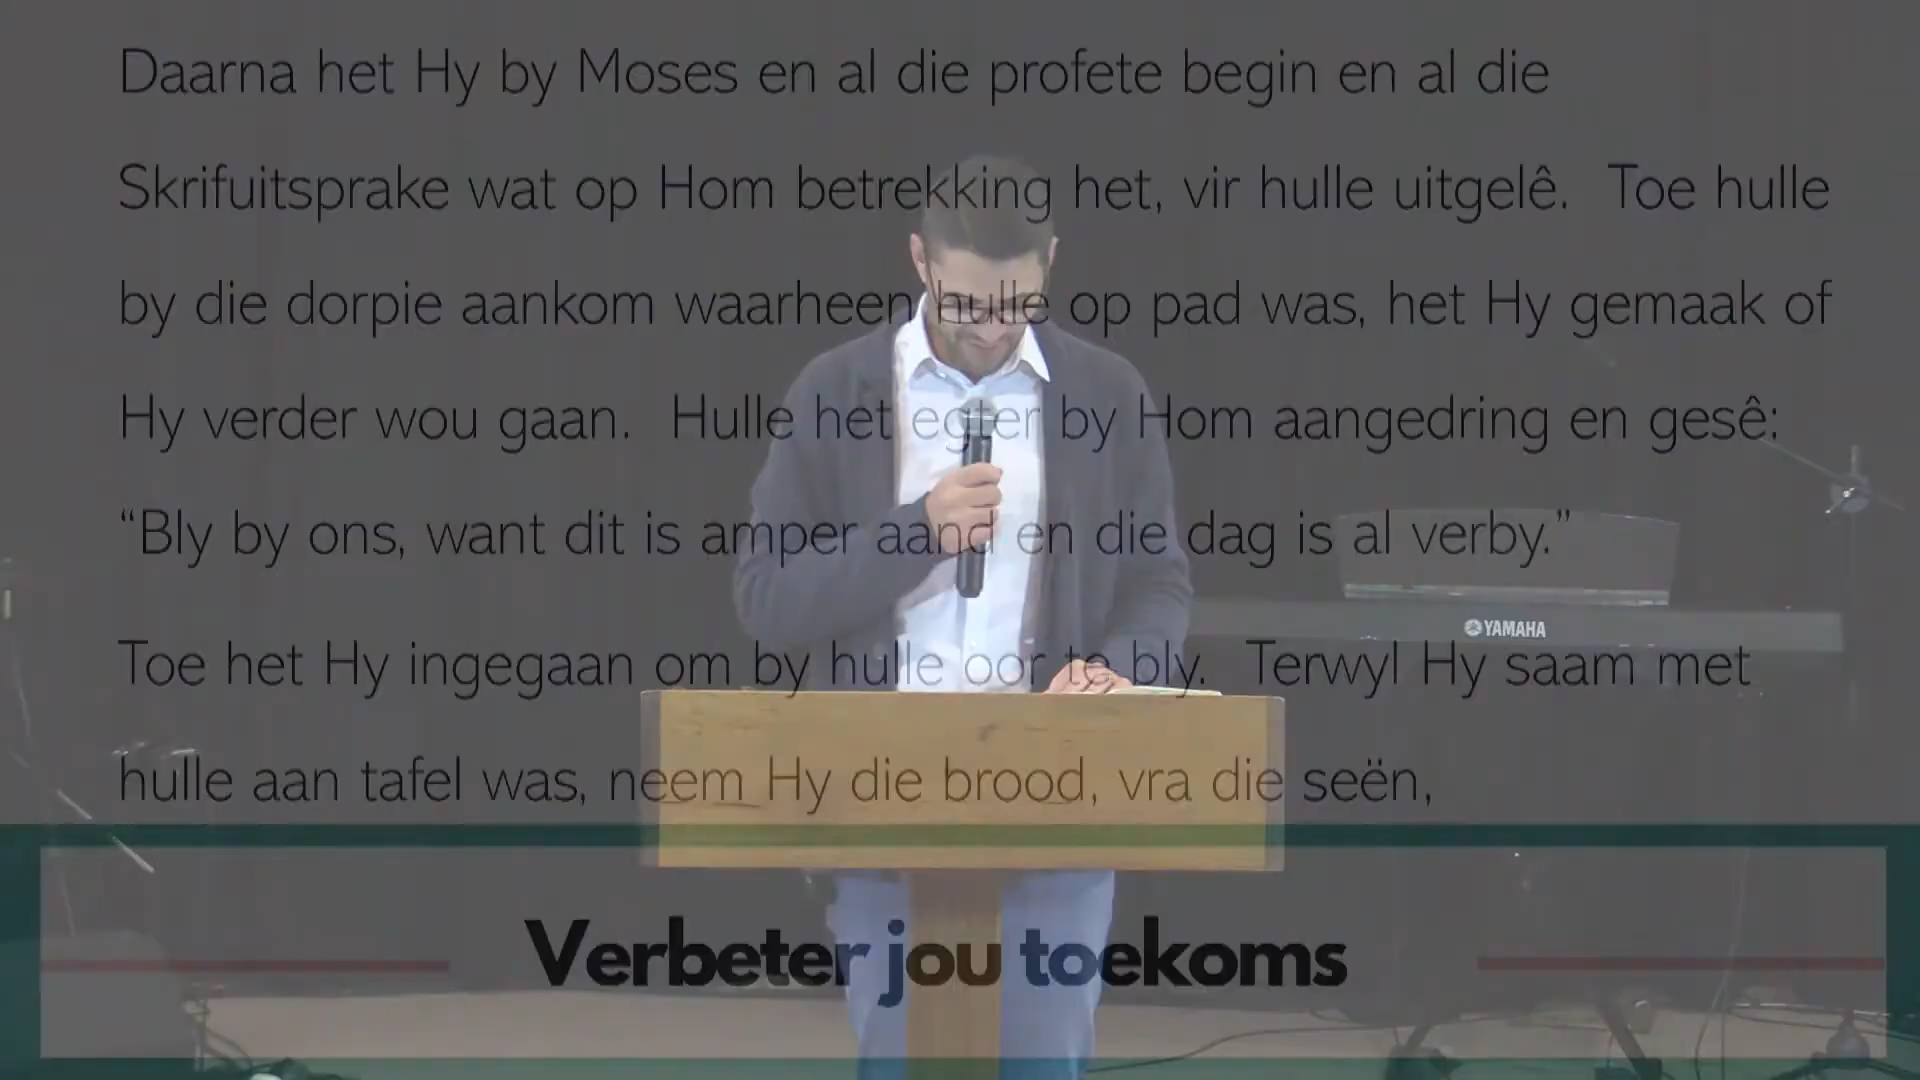 Daarna het Hy by Moses en al die profete begin en al die
Skrifuitsprake wat op Hom betrekking het, vir hulle uitgelê. Toe hulle
by die dorpie aankom waarheen hulle op pad was, het Hy gemaak of
Hy verder wou gaan. Hulle het egter by Hom aangedring en gesê:
“Bly by ons, want dit is amper aand en die dag is al verby.”
YAMAHA
Toe het Hy ingegaan om by hulle oor te bly. Terwyl Hy saam met
hulle aan tafel was, neem Hy die brood, vra die seën,
Verbeter jou toekoms